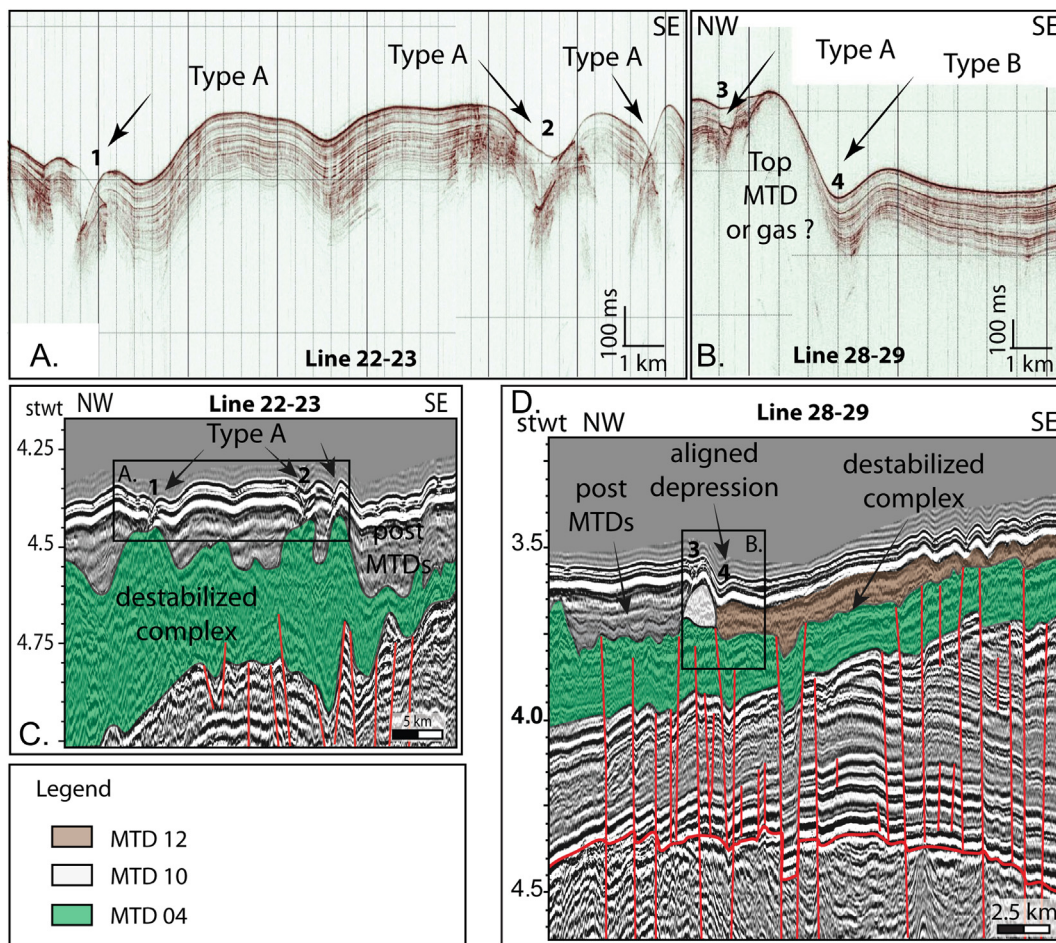 SE
Type A
Type A
Type A
1
2
100 ms
1 km
A.
Line 22-23
NW
SE
Type A
Type B
3
4
Top
MTD
or gas ?
100 ms
1 km
B.
Line 28-29
stwt
NW
Line 22-23
SE
Type A
4.25
A.
1
2
4.5
post
MTDs
destabilized
complex
4.75
5 km
C.
D.
stwt
NW
Line 28-29
SE
aligned
depression
destabilized
complex
post
MTDs
3.5
3
B.
4
4.0
4.5
2.5 km
Legend
MTD 12
MTD 10
MTD 04